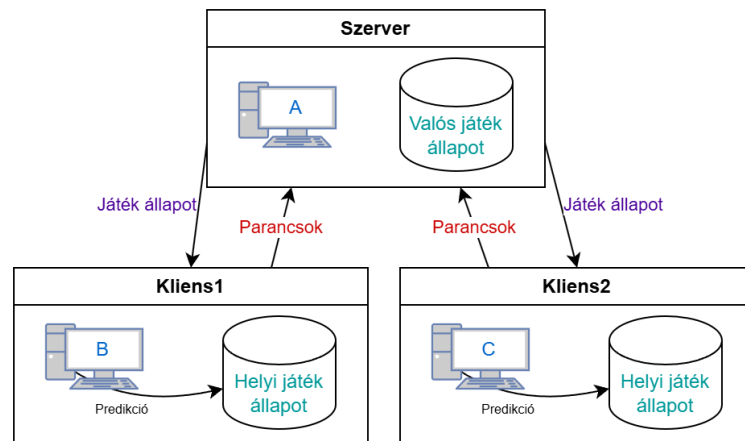 Szerver
A
Valós játék
állapot
Játék állapot
Parancsok
Parancsok
Játék állapot
Kliens1
B
Predikció
Helyi játék
állapot
Kliens2
C
Predikció
Helyi játék
állapot